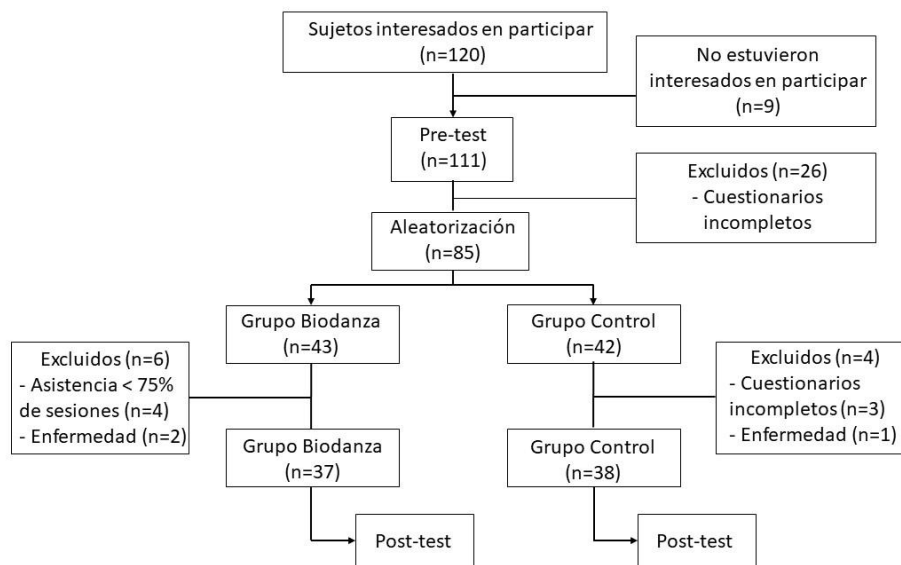 Sujetos interesados en participar
(n=120)
No estuvieron
interesados en participar
(n=9)
Pre-test
(n=111)
Excluidos (n=26)
- Cuestionarios
incompletos
Aleatorización
(n=85)
Grupo Biodanza
(n=43)
Grupo Control
(n=42)
Excluidos (n=6)
- Asistencia < 75%
de sesiones (n=4)
- Enfermedad (n=2)
Excluidos (n=4)
- Cuestionarios
incompletos (n=3)
- Enfermedad (n=1)
Grupo Biodanza
(n=37)
Grupo Control
(n=38)
Post-test
Post-test